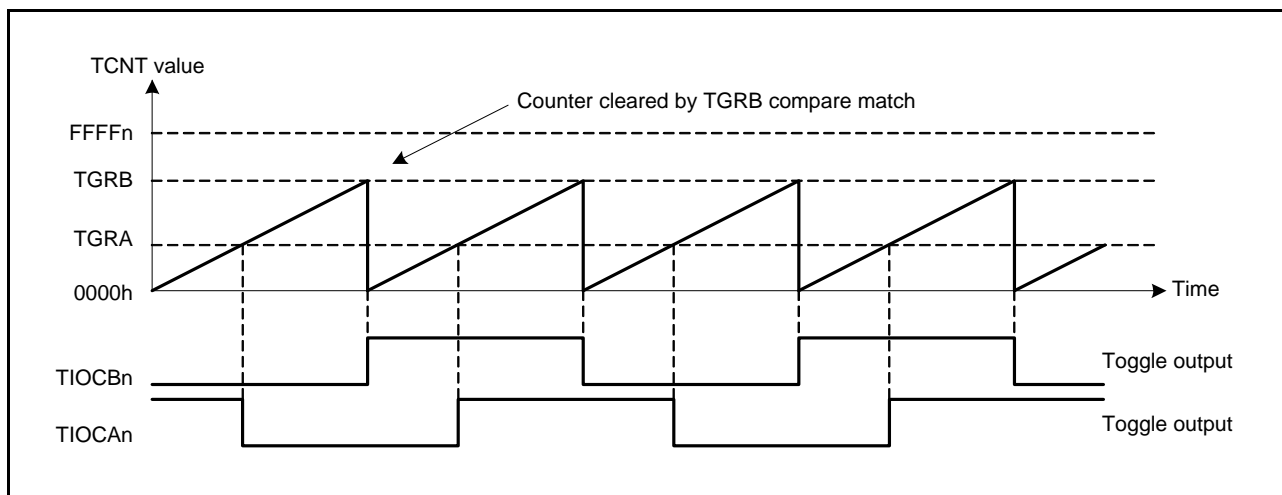 TCNT value
Counter cleared by TGRB compare match
FFFFn
TGRB
TGRA
0000h
Time
TIOCBn
Toggle output
TIOCAn
Toggle output